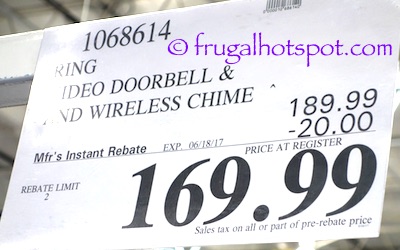 1068614
© frugalhotspot.com
RING
IDEO DOORBELL &
ND WIRELESS CHIME
189.99
-20.00
Mfr's Instant Rebate EXP. 06/18/17
PRICE AT REGISTER
REBATE LIMIT
2
169.99
Sales tax on all or part of pre-rebate price